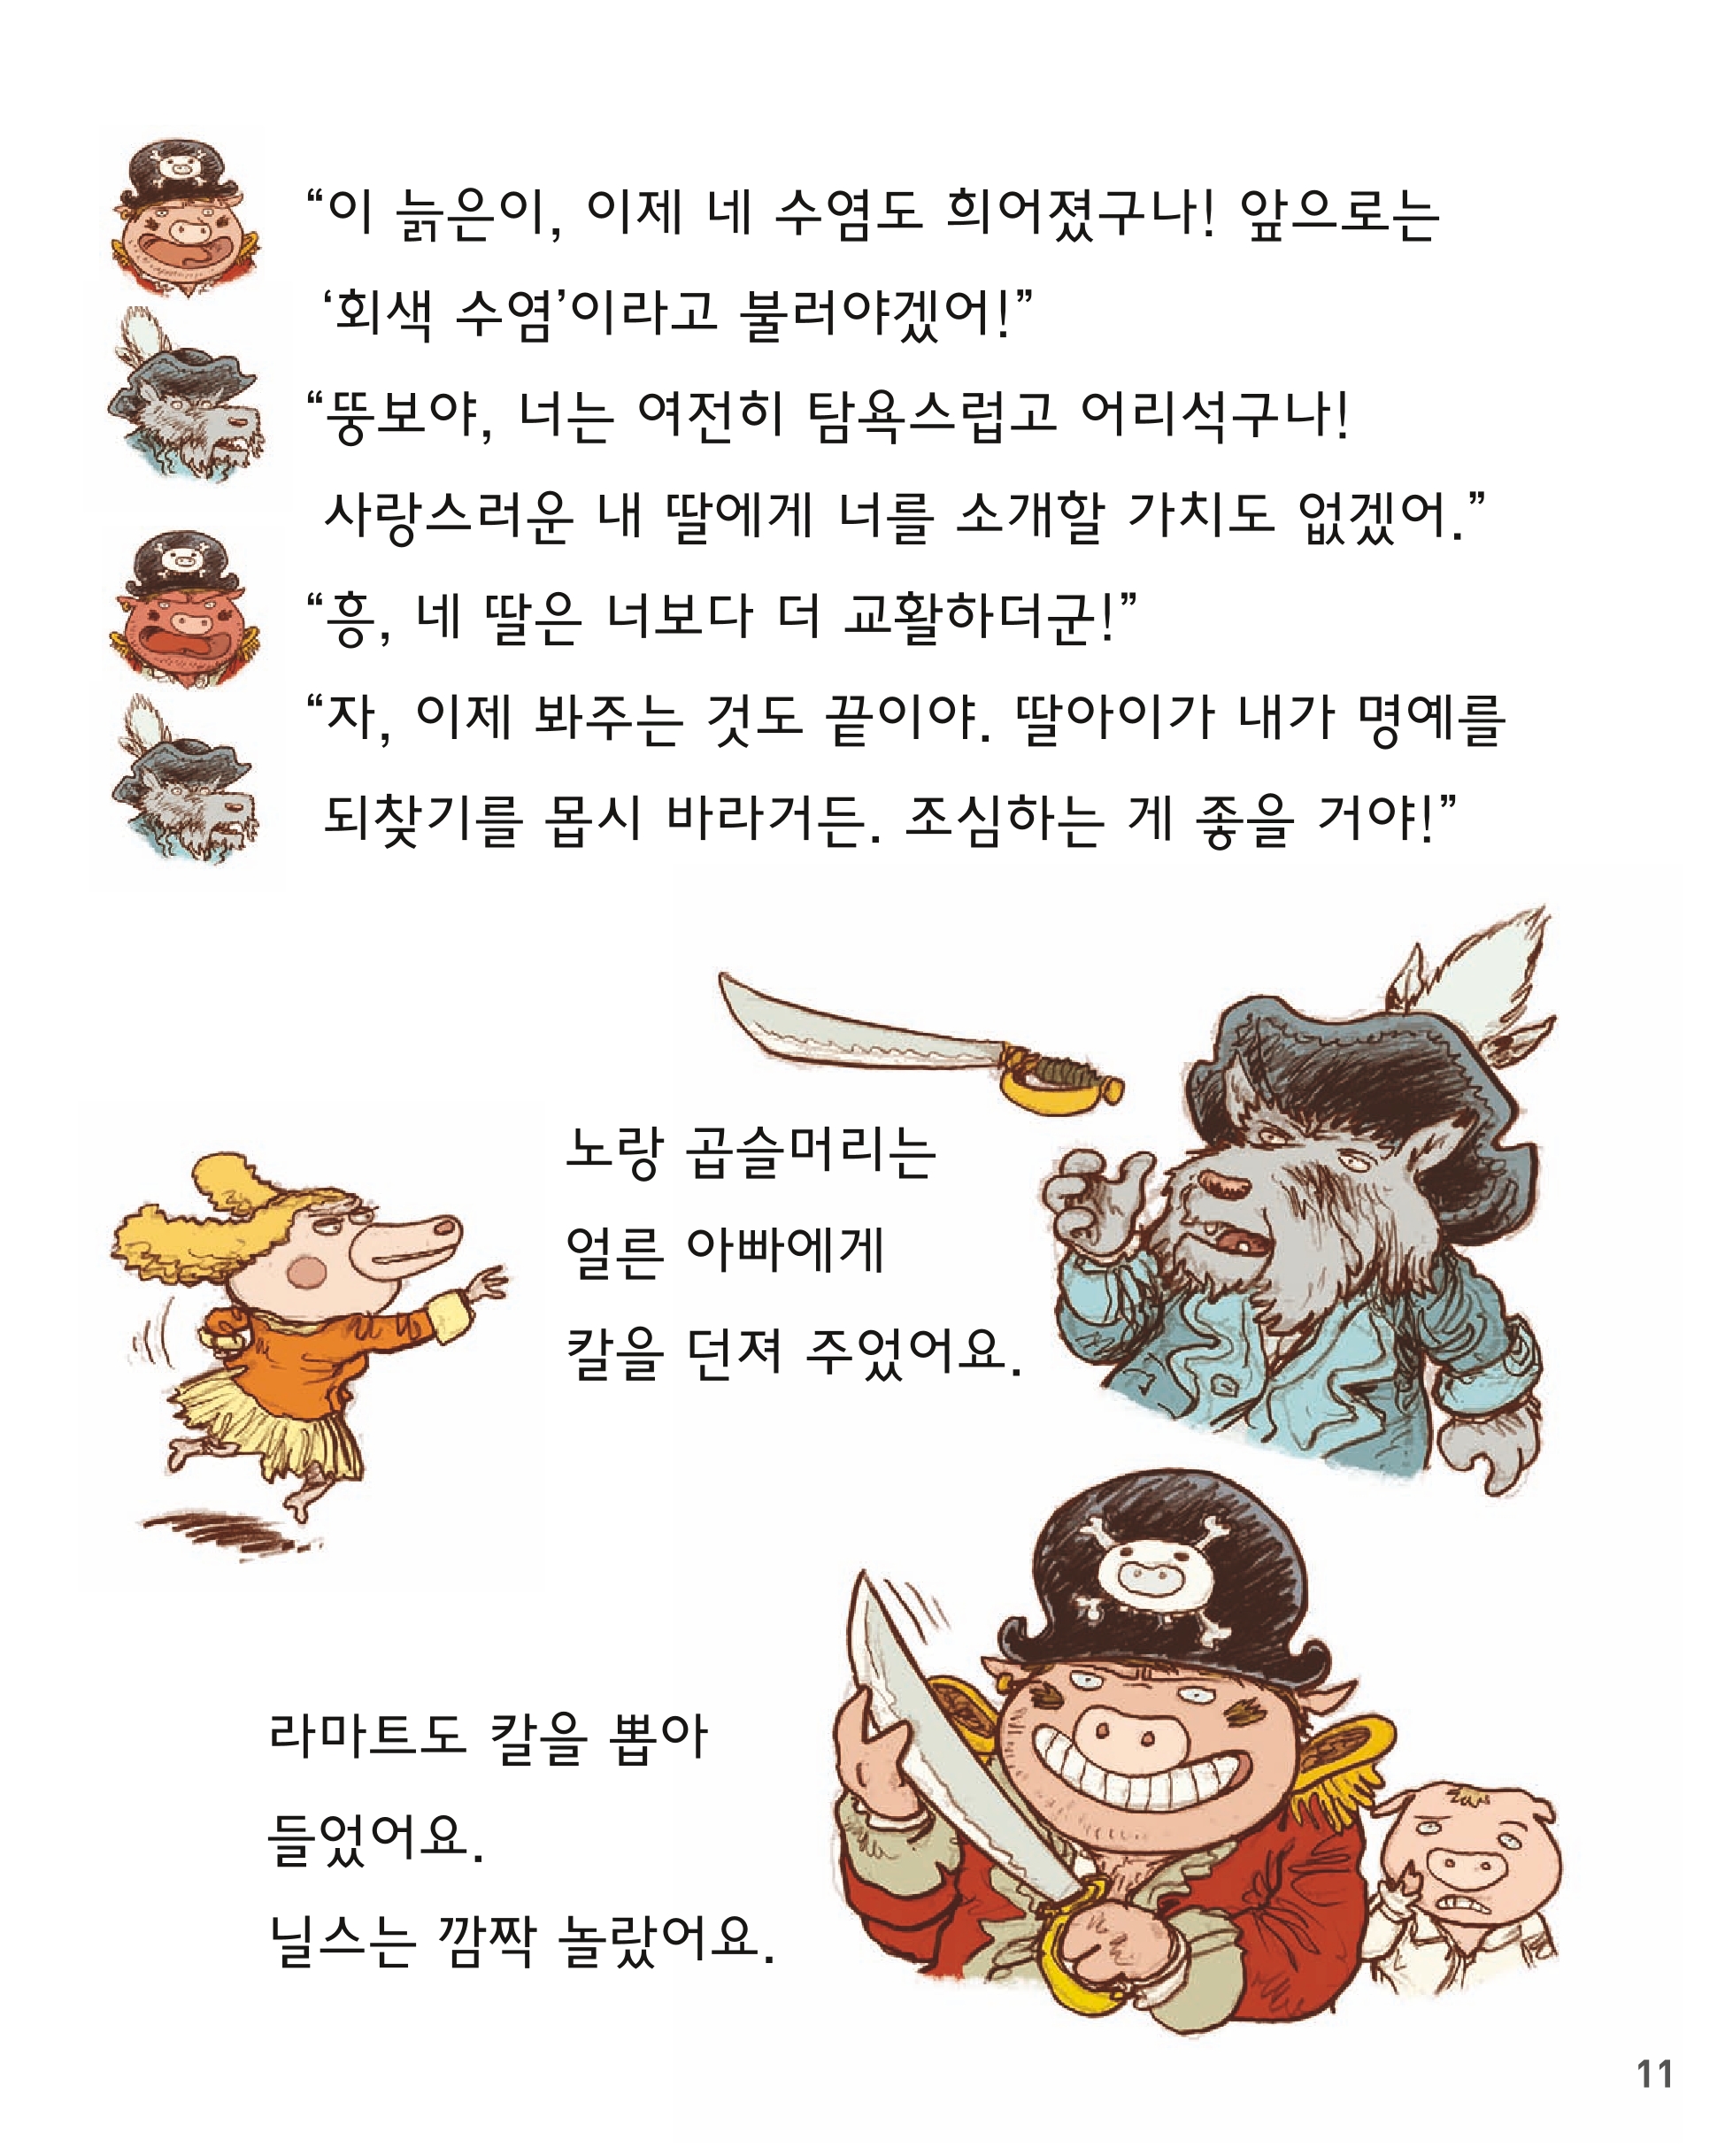 “이 늙은이, 이제 네 수염도 희어졌구나! 앞으로는
‘회색 수염’이라고 불러야겠어!”
“뚱보야, 너는 여전히 탐욕스럽고 어리석구나!
사랑스러운 내 딸에게 너를 소개할 가치도 없겠어.”
“흥, 네 딸은 너보다 더 교활하더군!”
“자, 이제 봐주는 것도 끝이야. 딸아이가 내가 명예를
되찾기를 몹시 바라거든. 조심하는 게 좋을 거야!”
노랑 곱슬머리는
얼른 아빠에게
칼을 던져 주었어요.
라마트도 칼을 뽑아
들었어요.
닐스는 깜짝 놀랐어요.
11